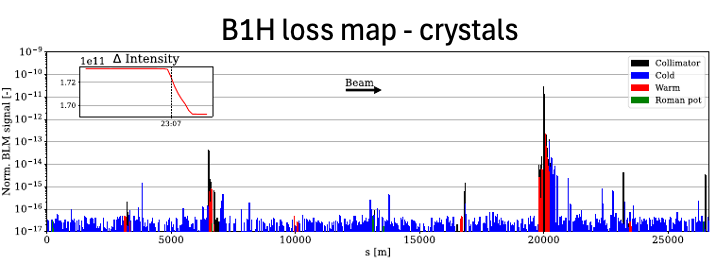 B1H loss map - crystals
1e11 Δ Intensity
1.72
1.70
23:07
Beam
Collimator
Cold
Warm
Roman pot
Norm. BLM signal [-]
10⁻⁹
10⁻¹⁰
10⁻¹¹
10⁻¹²
10⁻¹³
10⁻¹⁴
10⁻¹⁵
10⁻¹⁶
10⁻¹⁷
0 5000 10000 15000 20000 25000
s [m]